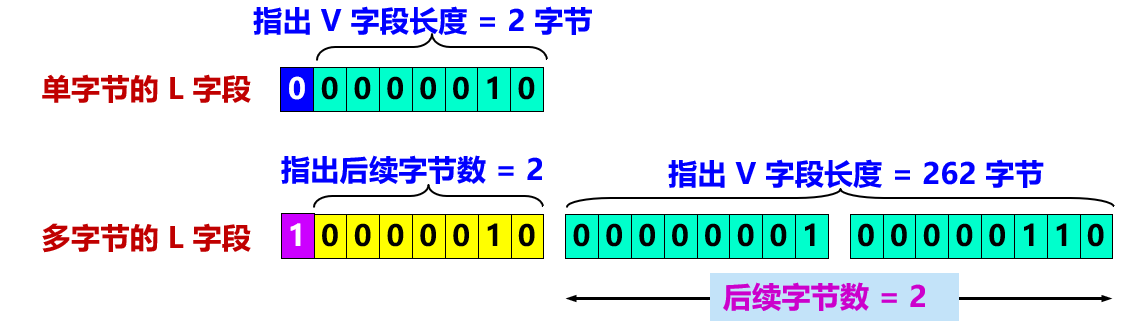 指出 V 字段长度 = 2 字节
单字节的 L 字段 0 0 0 0 0 0 1 0
指出后续字节数 = 2 指出 V 字段长度 = 262 字节
多字节的 L 字段 1 0 0 0 0 0 1 0 0 0 0 0 0 0 0 1 0 0 0 0 0 1 1 0
后续字节数 = 2